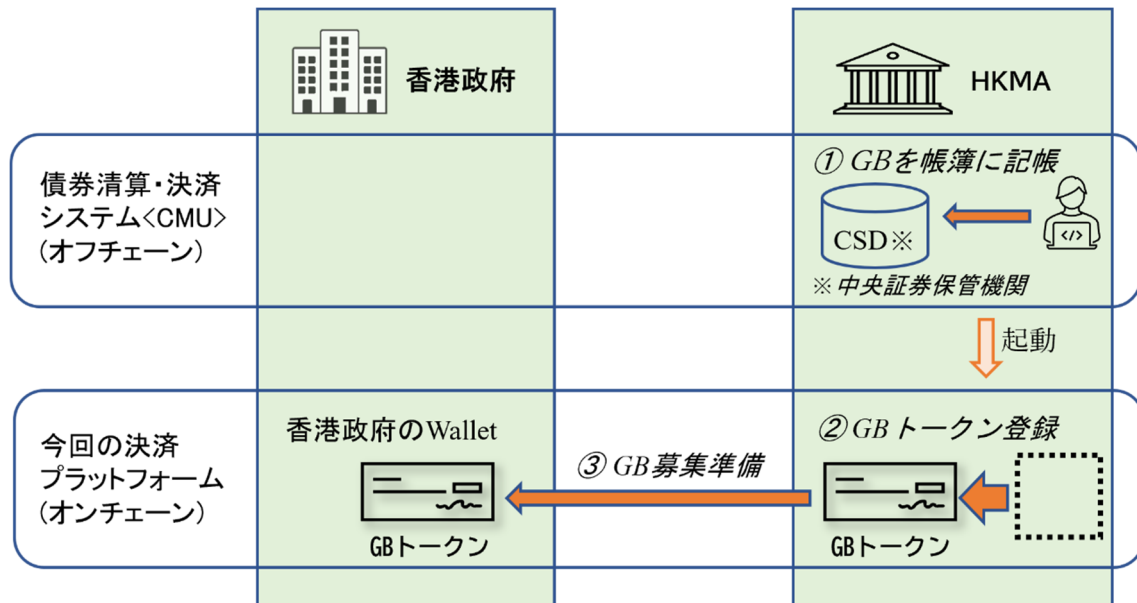 香港政府
HKMA
債券清算・決済
システム<CMU>
(オフチェーン)
① GBを帳簿に記帳
CSD※
</>
※中央証券保管機関
起動
今回の決済
プラットフォーム
(オンチェーン)
香港政府のWallet
GBトークン
③ GB募集準備
② GBトークン登録
GBトークン